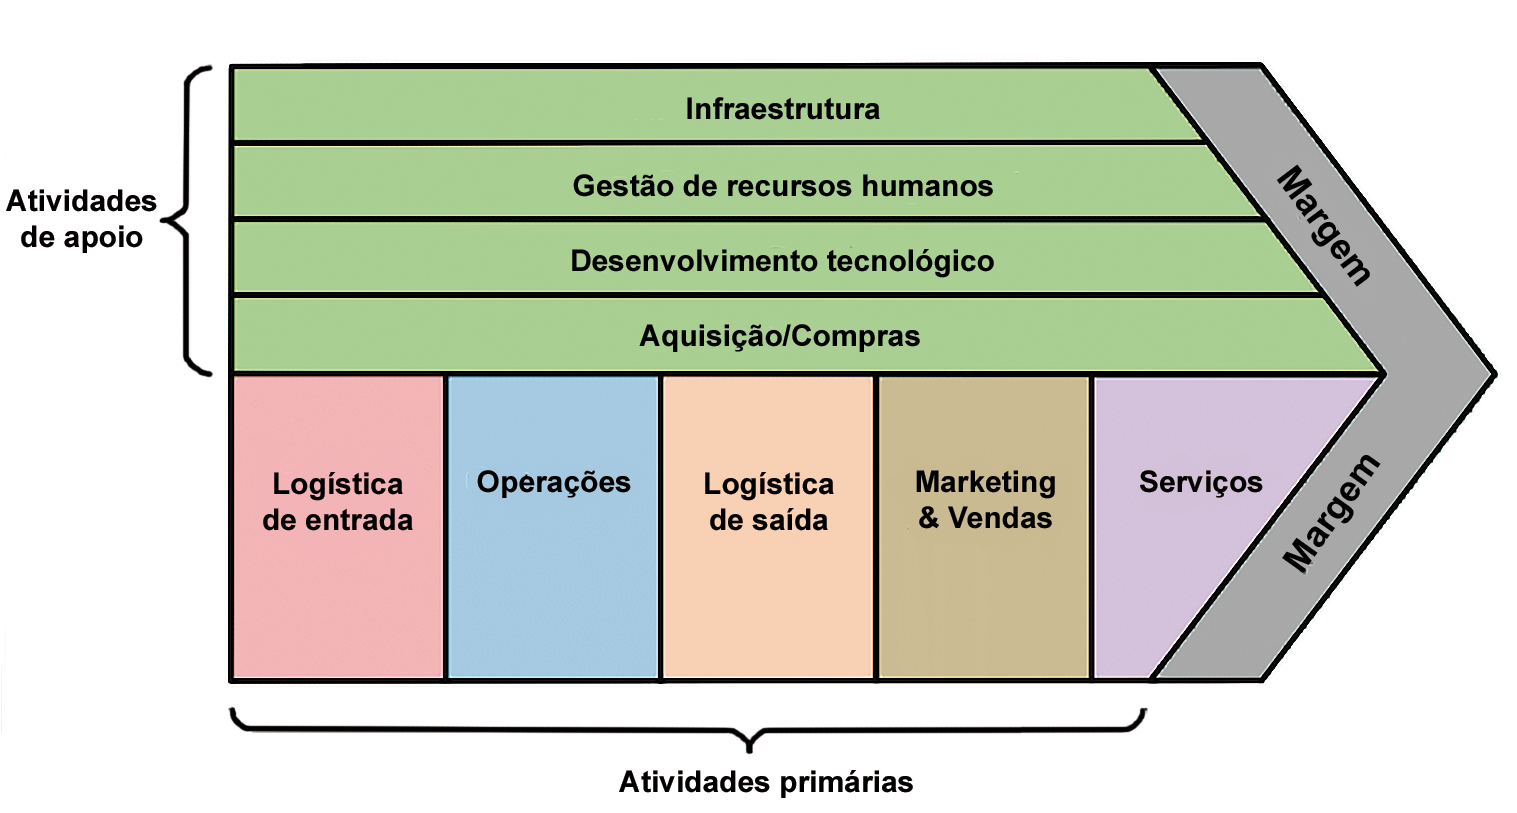 Infraestrutura
Gestão de recursos humanos
Desenvolvimento tecnológico
Aquisição/Compras
Atividades
de apoio
Logística
de entrada
Operações
Logística
de saída
Marketing
& Vendas
Serviços
Margem
Margem
Atividades primárias